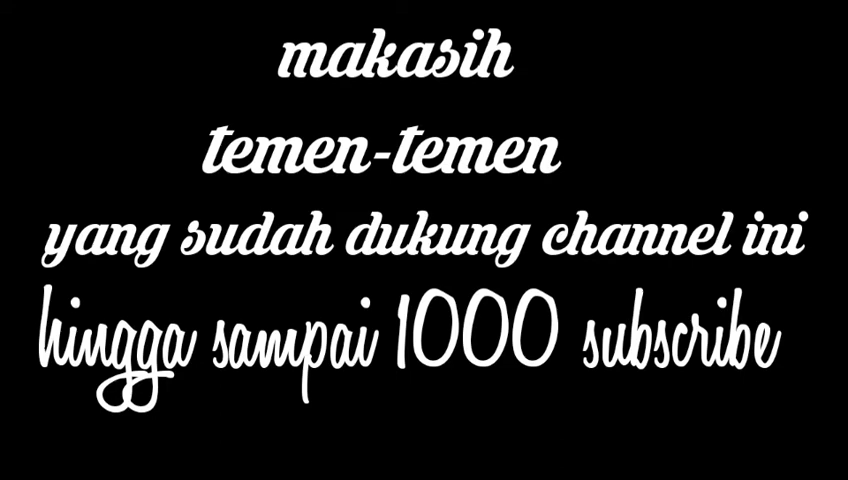 makasih
temen-temen
yang sudah dukung channel ini
hingga sampai 1000 subscribe